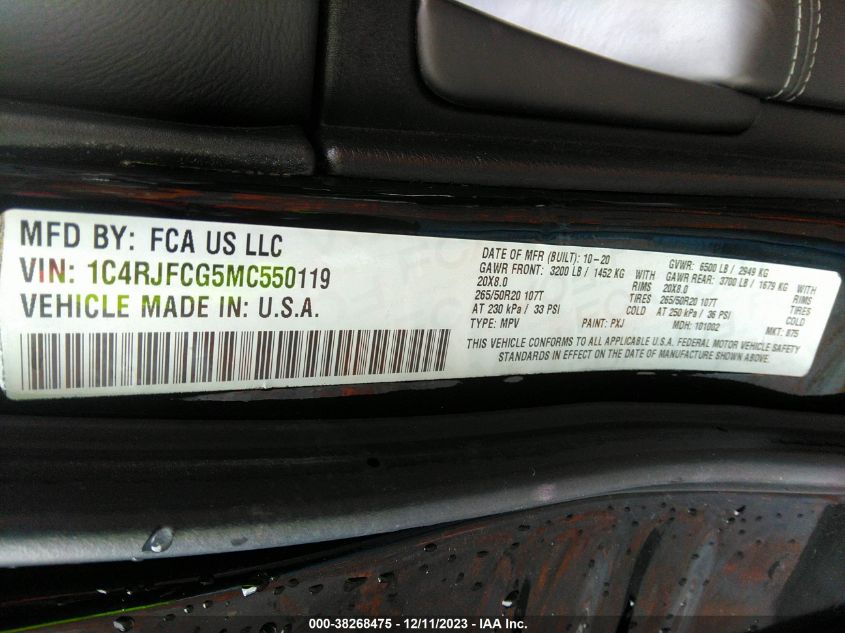 MFD BY: FCA US LLC
VIN: 1C4RJFCG5MC550119
VEHICLE MADE IN: U.S.A.
DATE OF MFR (BUILT): 10-20 GVWR: 6500 LB / 2949 KG
GAWR FRONT: 3200 LB / 1452 KG WITH GAWR REAR: 3700 LB / 1679 KG WITH
20X8.0 RIMS 20X8.0 RIMS
265/50R20 107T TIRES 265/50R20 107T TIRES
AT 230 kPa / 33 PSI COLD AT 250 kPa / 36 PSI COLD
TYPE: MPV PAINT: PXJ MDH: 101002 MKT: 875
THIS VEHICLE CONFORMS TO ALL APPLICABLE U.S.A. FEDERAL MOTOR VEHICLE SAFETY
STANDARDS IN EFFECT ON THE DATE OF MANUFACTURE SHOWN ABOVE.
000-38268475 - 12/11/2023 - IAA Inc.